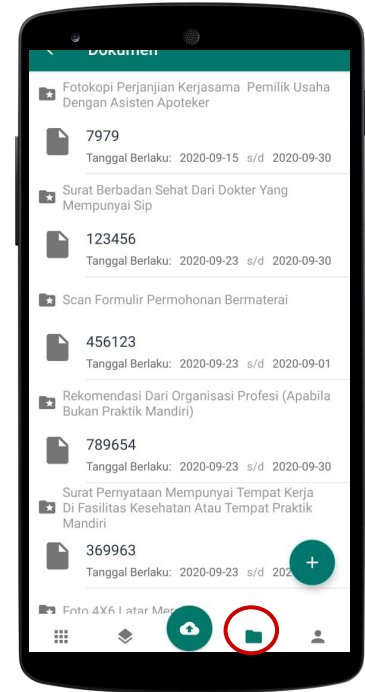 Dokumen
Fotokopi Perjanjian Kerjasama Pemilik Usaha
Dengan Asisten Apoteker
7979
Tanggal Berlaku: 2020-09-15 s/d 2020-09-30
Surat Berbadan Sehat Dari Dokter Yang
Mempunyai Sip
123456
Tanggal Berlaku: 2020-09-23 s/d 2020-09-30
Scan Formulir Permohonan Bermaterai
456123
Tanggal Berlaku: 2020-09-23 s/d 2020-09-01
Rekomendasi Dari Organisasi Profesi (Apabila
Bukan Praktik Mandiri)
789654
Tanggal Berlaku: 2020-09-23 s/d 2020-09-30
Surat Pernyataan Mempunyai Tempat Kerja
Di Fasilitas Kesehatan Atau Tempat Praktik
Mandiri
369963
Tanggal Berlaku: 2020-09-23 s/d
Foto 4X6 Latar